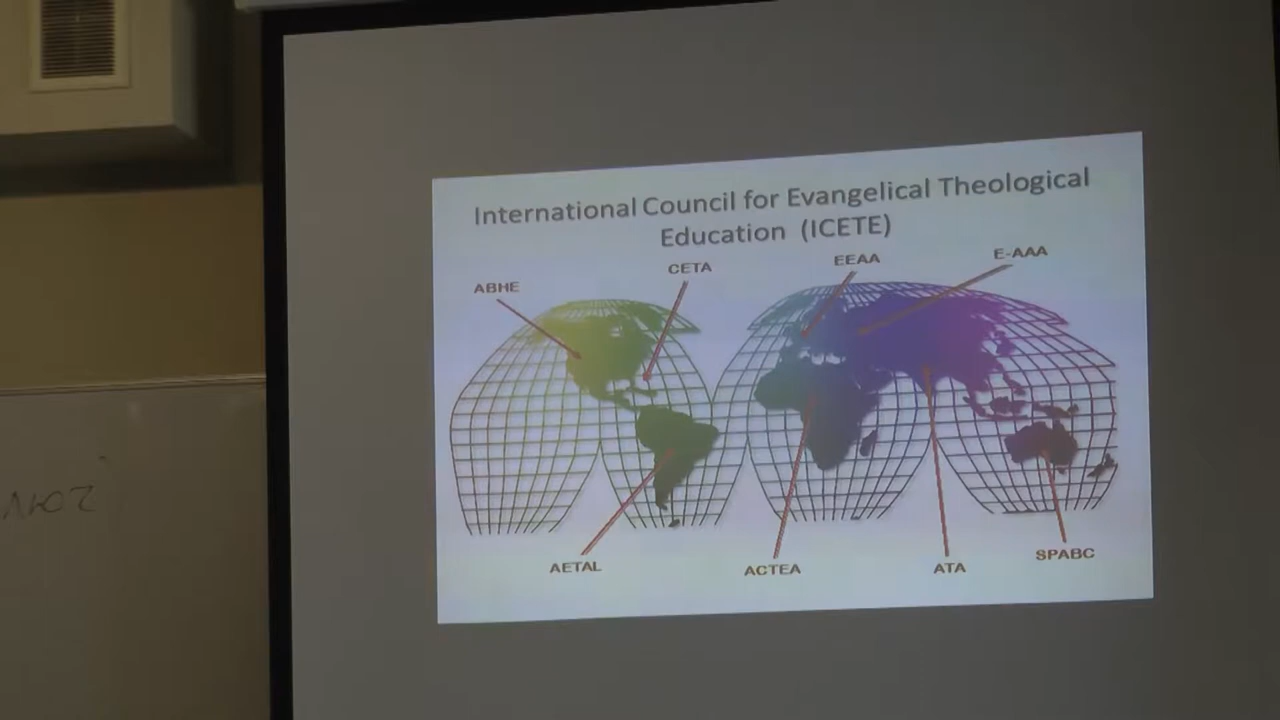 International Council for Evangelical Theological
Education (ICETE)
ABHE
CETA
EEAA
E-AAA
AETAL
ACTEA
ATA
SPABC